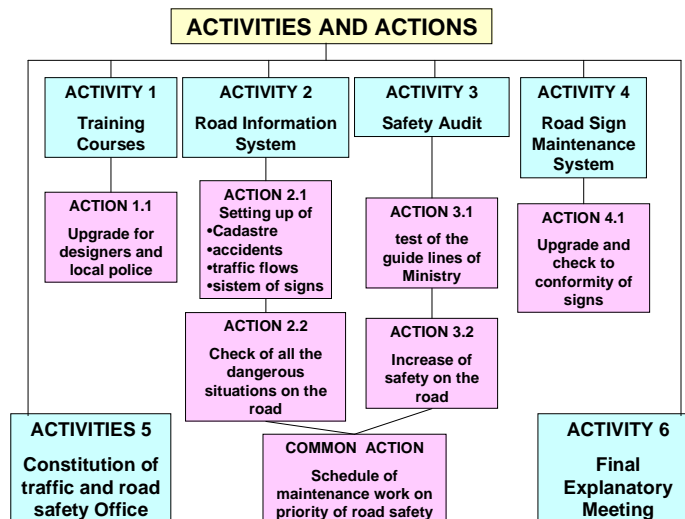 ACTIVITIES AND ACTIONS
ACTIVITY 1
Training
Courses
ACTIVITY 2
Road Information
System
ACTIVITY 3
Safety Audit
ACTIVITY 4
Road Sign
Maintenance
System
ACTION 1.1
Upgrade for
designers and
local police
ACTION 2.1
Setting up of
•Cadastre
•accidents
•traffic flows
•sistem of signs
ACTION 3.1
test of the
guide lines of
Ministry
ACTION 4.1
Upgrade and
check to
conformity of
signs
ACTION 2.2
Check of all the
dangerous
situations on the
road
ACTION 3.2
Increase of
safety on the
road
ACTIVITIES 5
Constitution of
traffic and road
safety Office
COMMON ACTION
Schedule of
maintenance work on
priority of road safety
ACTIVITY 6
Final
Explanatory
Meeting